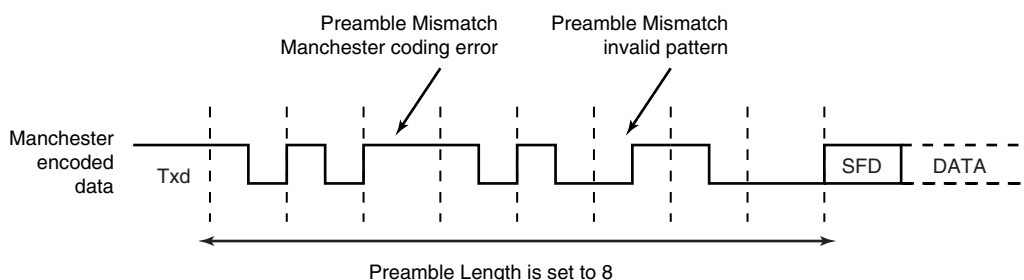 Preamble Mismatch
Manchester coding error
Preamble Mismatch
invalid pattern
Manchester
encoded
data
Txd
SFD
DATA
Preamble Length is set to 8